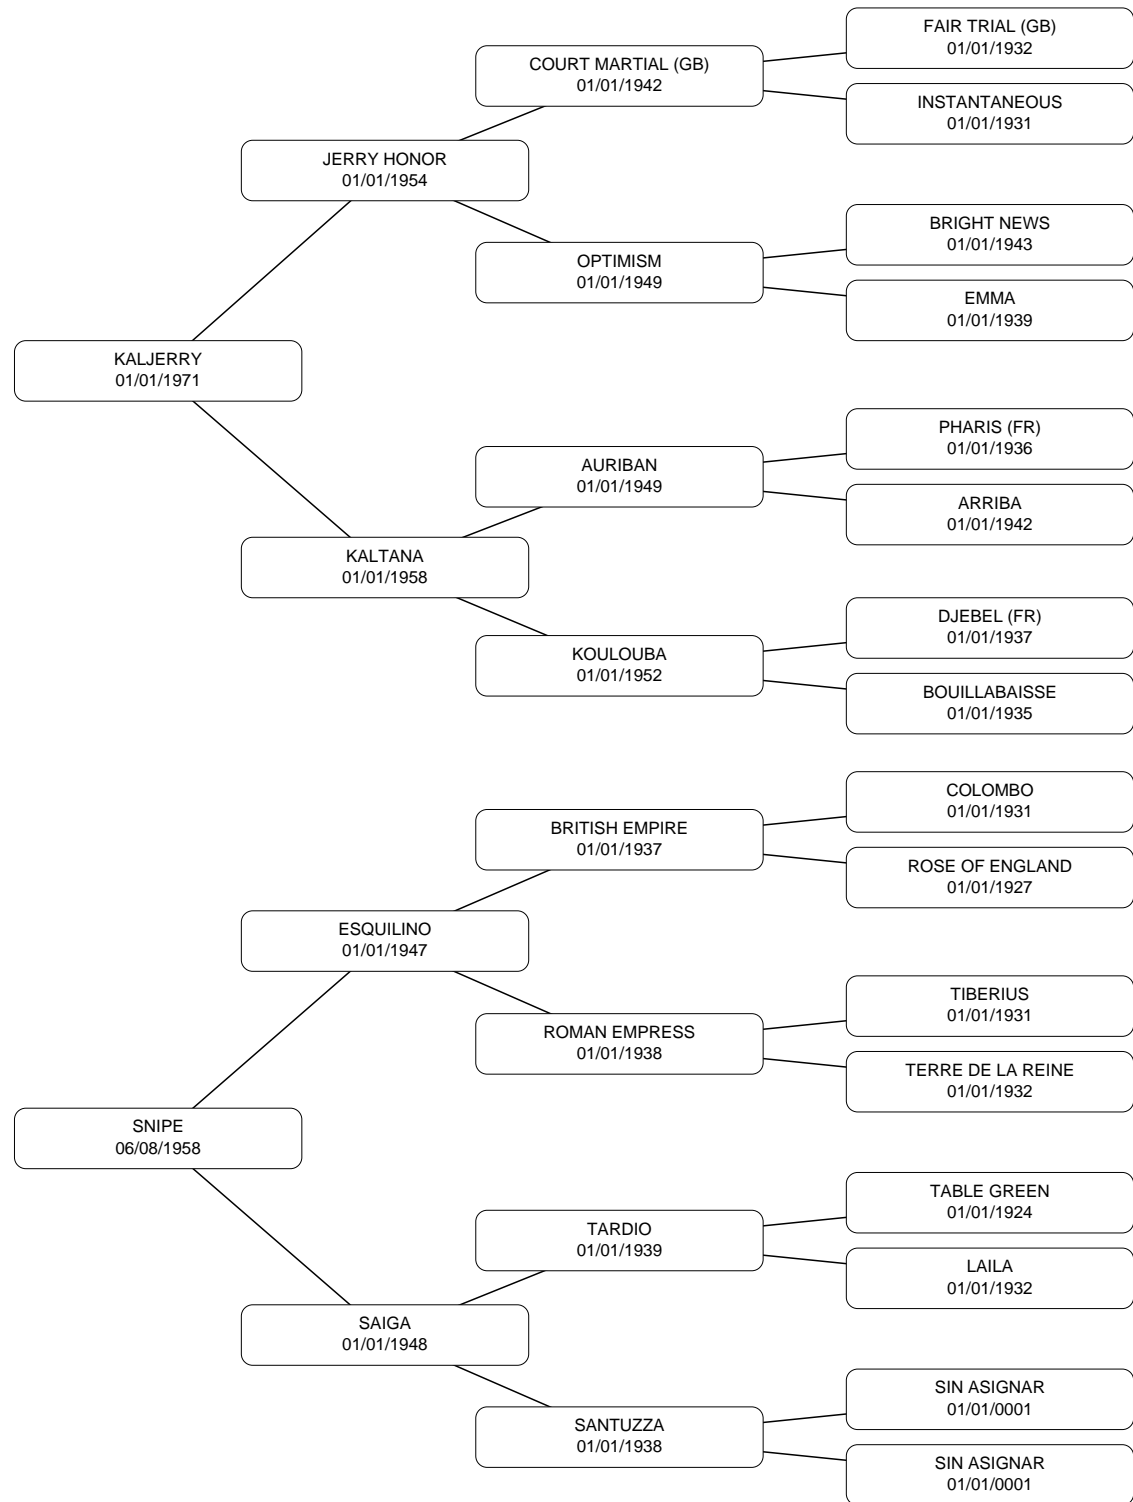 FAIR TRIAL (GB)
01/01/1932
COURT MARTIAL (GB)
01/01/1942
INSTANTANEOUS
01/01/1931
JERRY HONOR
01/01/1954
BRIGHT NEWS
01/01/1943
OPTIMISM
01/01/1949
EMMA
01/01/1939
KALJERRY
01/01/1971
PHARIS (FR)
01/01/1936
AURIBAN
01/01/1949
ARRIBA
01/01/1942
KALTANA
01/01/1958
DJEBEL (FR)
01/01/1937
KOULOUBA
01/01/1952
BOUILLABAISSE
01/01/1935
COLOMBO
01/01/1931
BRITISH EMPIRE
01/01/1937
ROSE OF ENGLAND
01/01/1927
ESQUILINO
01/01/1947
TIBERIUS
01/01/1931
ROMAN EMPRESS
01/01/1938
TERRE DE LA REINE
01/01/1932
SNIPE
06/08/1958
TABLE GREEN
01/01/1924
TARDIO
01/01/1939
LAILA
01/01/1932
SAIGA
01/01/1948
SIN ASIGNAR
01/01/0001
SANTUZZA
01/01/1938
SIN ASIGNAR
01/01/0001